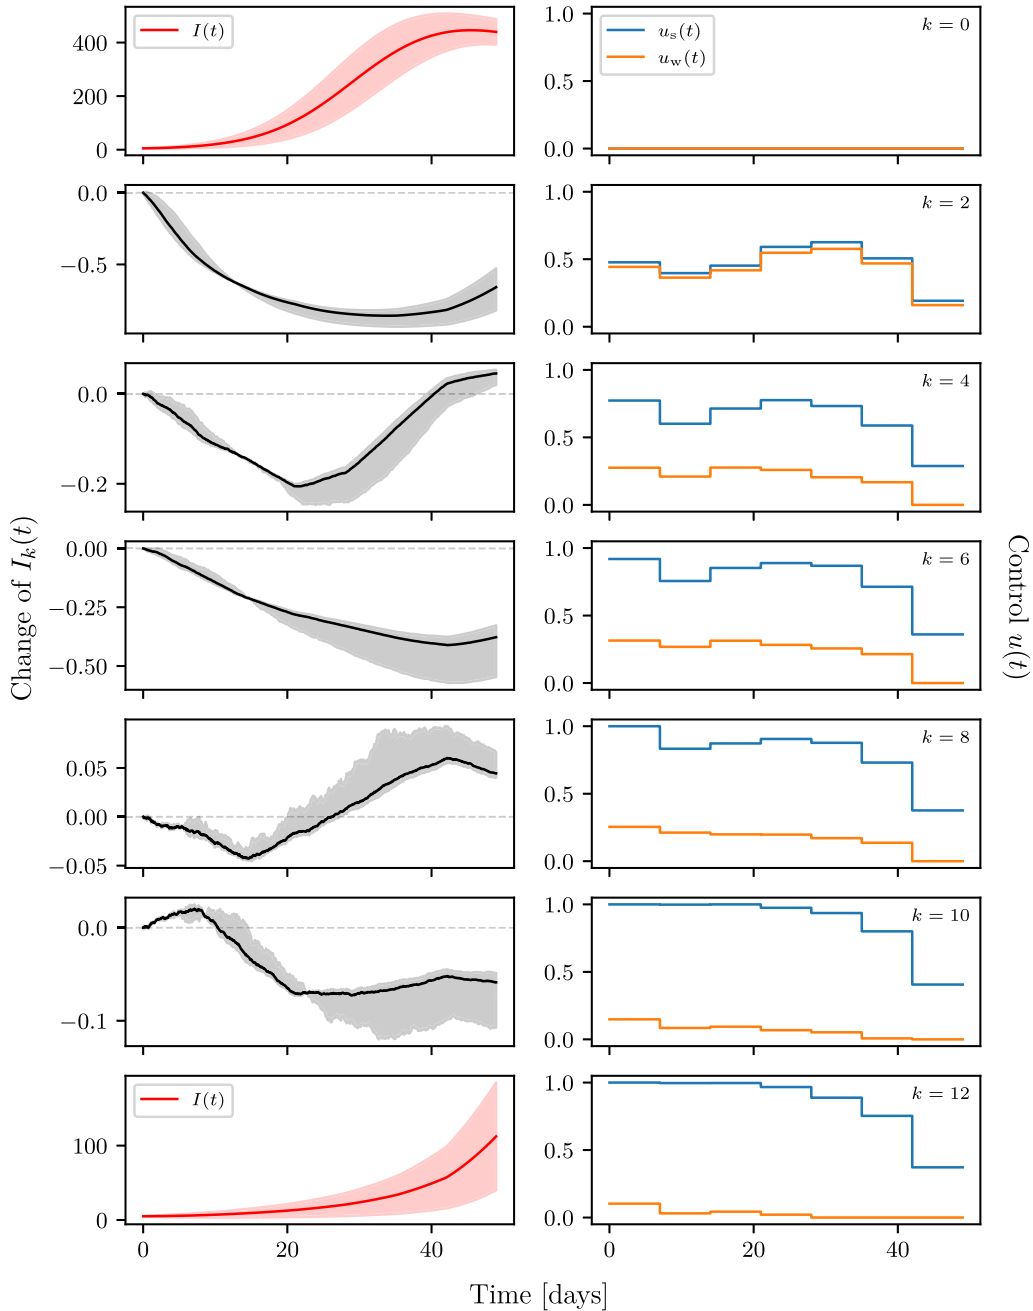 I(t)
400
200
0
u_s(t)
u_w(t)
k = 0
1.0
0.5
0.0
0.0
−0.5
k = 2
1.0
0.5
0.0
0.0
−0.2
k = 4
1.0
0.5
0.0
0.00
−0.25
−0.50
k = 6
1.0
0.5
0.0
0.05
0.00
−0.05
k = 8
1.0
0.5
0.0
0.0
−0.1
k = 10
1.0
0.5
0.0
I(t)
100
0
k = 12
1.0
0.5
0.0
0 20 40
0 20 40
Change of I_k(t)
Control u(t)
Time [days]